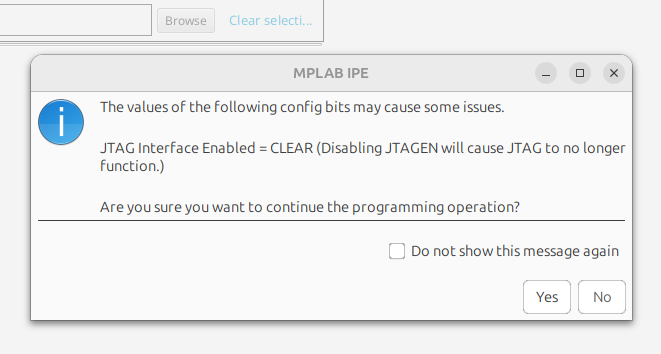 Browse
Clear selecti...
MPLAB IPE
The values of the following config bits may cause some issues.
JTAG Interface Enabled = CLEAR (Disabling JTAGEN will cause JTAG to no longer
function.)
Are you sure you want to continue the programming operation?
Do not show this message again
Yes
No